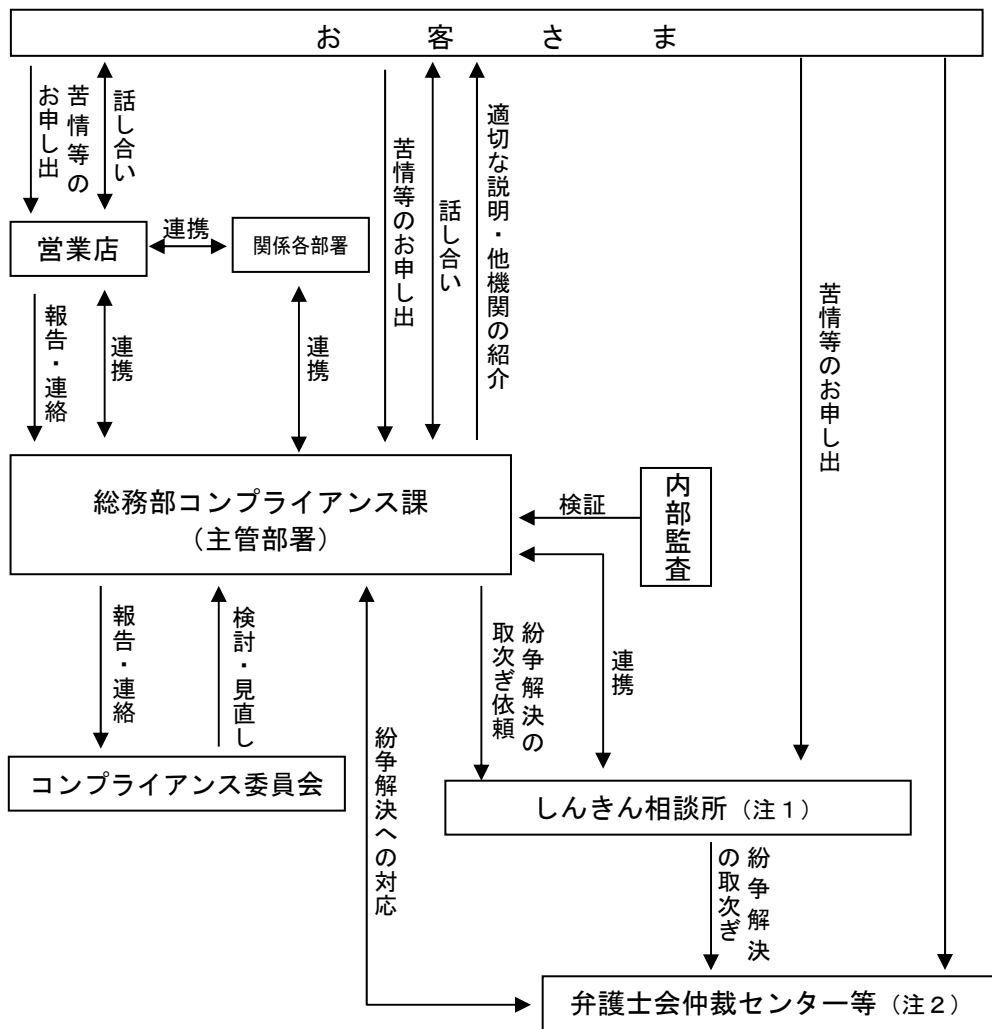 お客さま
苦情等の
お申し出
話し合い
苦情等のお申し出
話し合い
適切な説明・他機関の紹介
苦情等のお申し出
営業店
連携
関係各部署
報告・連絡
連携
連携
総務部コンプライアンス課
（主管部署）
検証
内部監査
報告・連絡
検討・見直し
紛争解決への対応
紛争解決の
取次ぎ依頼
連携
コンプライアンス委員会
しんきん相談所（注１）
紛争解決
の取次ぎ
弁護士会仲裁センター等（注２）